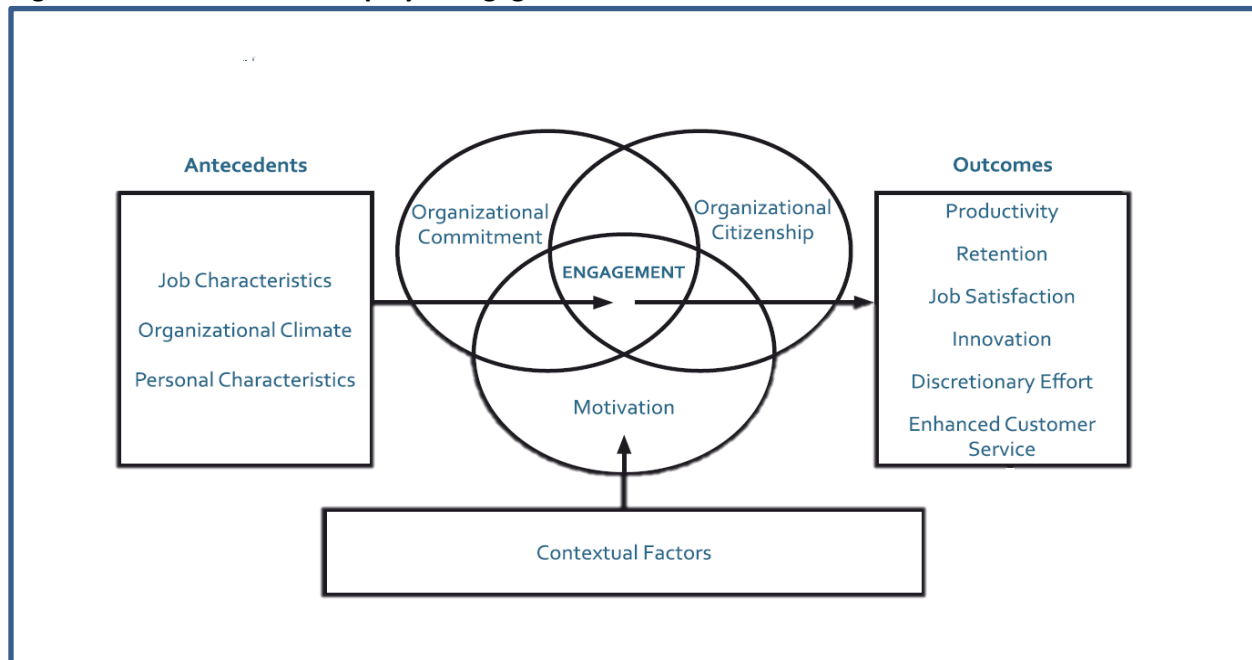 Antecedents
Job Characteristics
Organizational Climate
Personal Characteristics
Organizational
Commitment
Organizational
Citizenship
ENGAGEMENT
Motivation
Contextual Factors
Outcomes
Productivity
Retention
Job Satisfaction
Innovation
Discretionary Effort
Enhanced Customer
Service